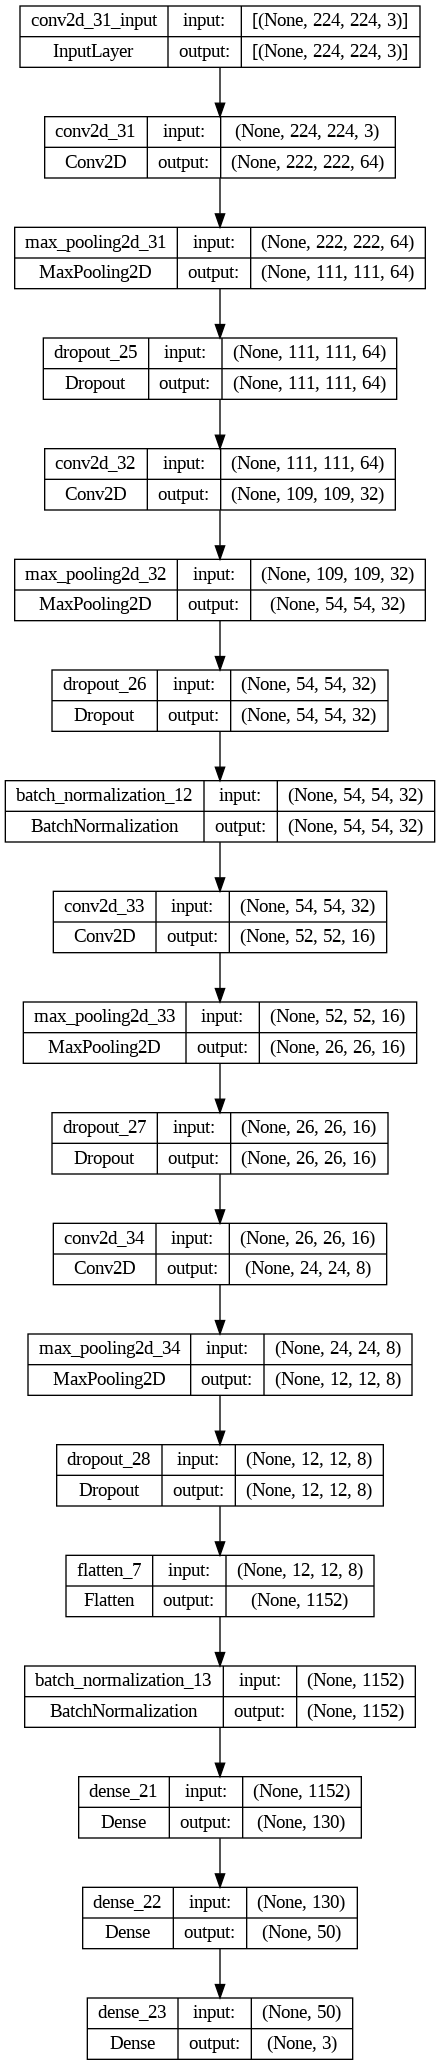 conv2d_31_input input: [(None, 224, 224, 3)]
InputLayer output: [(None, 224, 224, 3)]
conv2d_31 input: (None, 224, 224, 3)
Conv2D output: (None, 222, 222, 64)
max_pooling2d_31 input: (None, 222, 222, 64)
MaxPooling2D output: (None, 111, 111, 64)
dropout_25 input: (None, 111, 111, 64)
Dropout output: (None, 111, 111, 64)
conv2d_32 input: (None, 111, 111, 64)
Conv2D output: (None, 109, 109, 32)
max_pooling2d_32 input: (None, 109, 109, 32)
MaxPooling2D output: (None, 54, 54, 32)
dropout_26 input: (None, 54, 54, 32)
Dropout output: (None, 54, 54, 32)
batch_normalization_12 input: (None, 54, 54, 32)
BatchNormalization output: (None, 54, 54, 32)
conv2d_33 input: (None, 54, 54, 32)
Conv2D output: (None, 52, 52, 16)
max_pooling2d_33 input: (None, 52, 52, 16)
MaxPooling2D output: (None, 26, 26, 16)
dropout_27 input: (None, 26, 26, 16)
Dropout output: (None, 26, 26, 16)
conv2d_34 input: (None, 26, 26, 16)
Conv2D output: (None, 24, 24, 8)
max_pooling2d_34 input: (None, 24, 24, 8)
MaxPooling2D output: (None, 12, 12, 8)
dropout_28 input: (None, 12, 12, 8)
Dropout output: (None, 12, 12, 8)
flatten_7 input: (None, 12, 12, 8)
Flatten output: (None, 1152)
batch_normalization_13 input: (None, 1152)
BatchNormalization output: (None, 1152)
dense_21 input: (None, 1152)
Dense output: (None, 130)
dense_22 input: (None, 130)
Dense output: (None, 50)
dense_23 input: (None, 50)
Dense output: (None, 3)